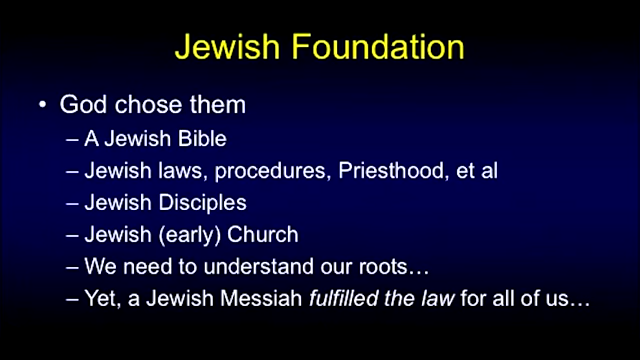 Jewish Foundation
• God chose them
– A Jewish Bible
– Jewish laws, procedures, Priesthood, et al
– Jewish Disciples
– Jewish (early) Church
– We need to understand our roots…
– Yet, a Jewish Messiah fulfilled the law for all of us…